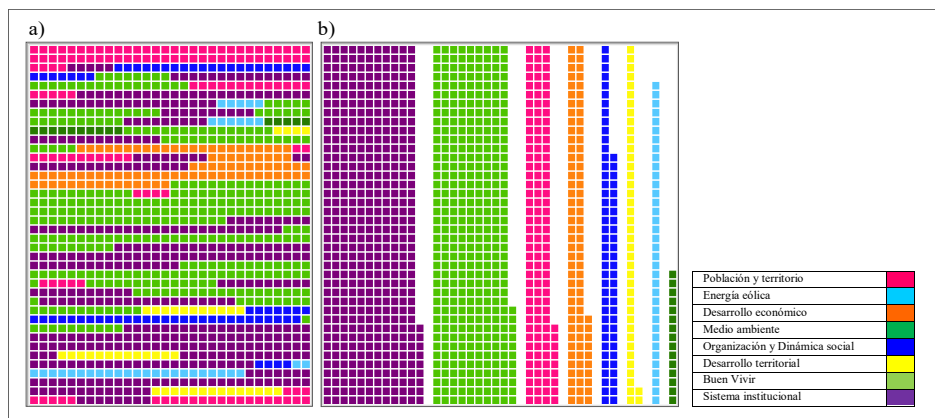 a)
b)
Población y territorio
Energía eólica
Desarrollo económico
Medio ambiente
Organización y Dinámica social
Desarrollo territorial
Buen Vivir
Sistema institucional